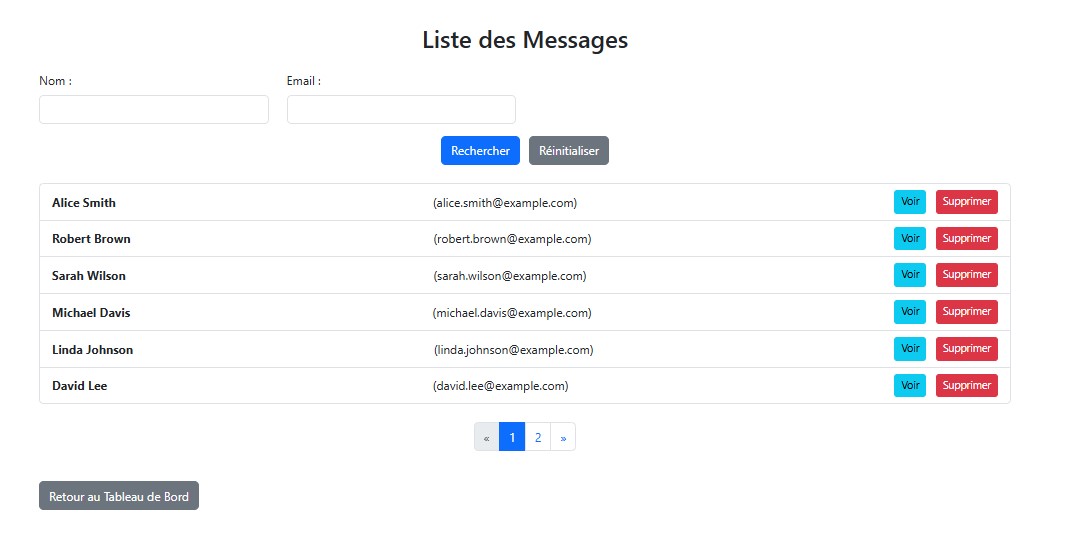 Liste des Messages
Nom : Email :
Rechercher Réinitialiser
Alice Smith (alice.smith@example.com) Voir Supprimer
Robert Brown (robert.brown@example.com) Voir Supprimer
Sarah Wilson (sarah.wilson@example.com) Voir Supprimer
Michael Davis (michael.davis@example.com) Voir Supprimer
Linda Johnson (linda.johnson@example.com) Voir Supprimer
David Lee (david.lee@example.com) Voir Supprimer
« 1 2 »
Retour au Tableau de Bord